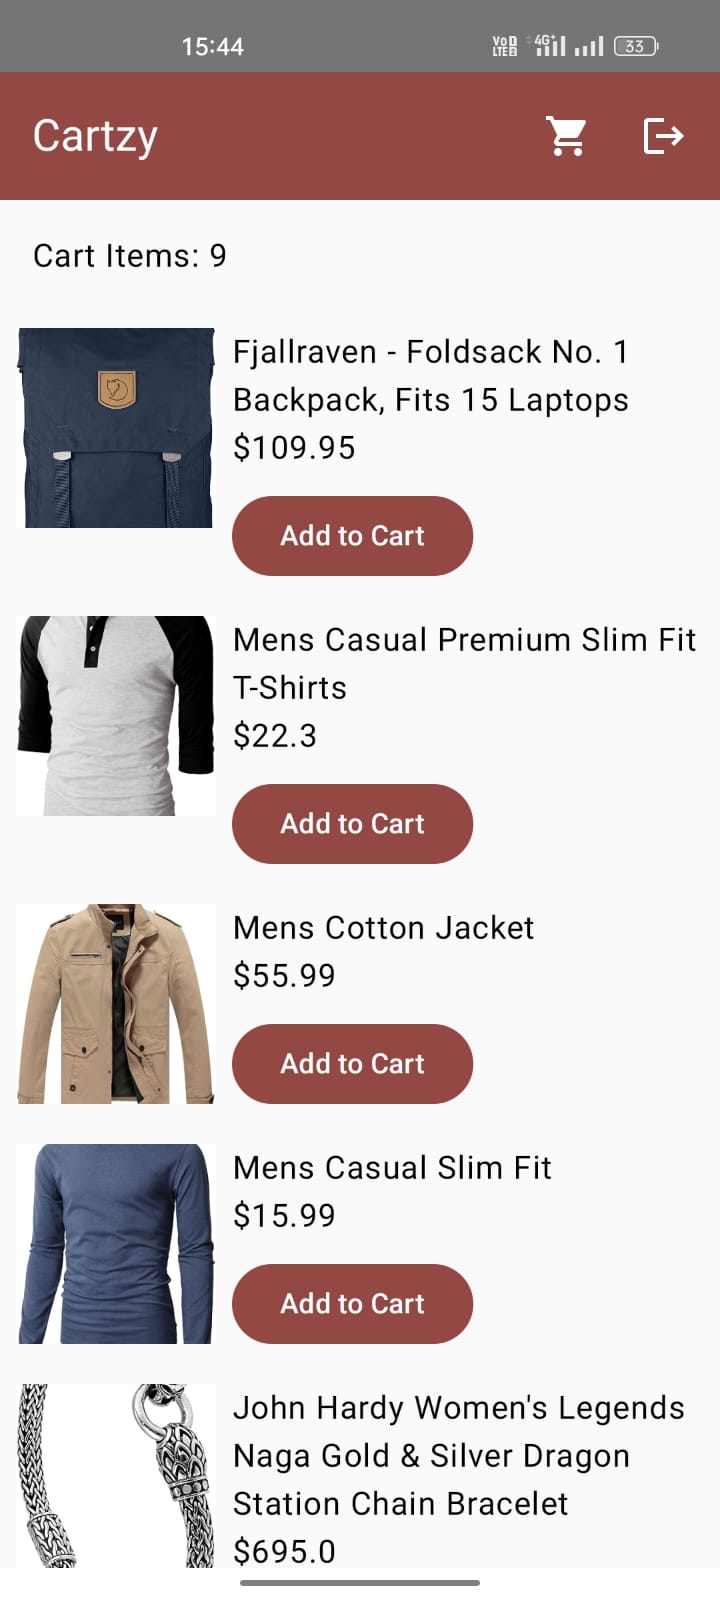 15:44
VoD
LTE 2
4G+
33
Cartzy
Cart Items: 9
Fjallraven - Foldsack No. 1
Backpack, Fits 15 Laptops
$109.95
Add to Cart
Mens Casual Premium Slim Fit
T-Shirts
$22.3
Add to Cart
Mens Cotton Jacket
$55.99
Add to Cart
Mens Casual Slim Fit
$15.99
Add to Cart
John Hardy Women's Legends
Naga Gold & Silver Dragon
Station Chain Bracelet
$695.0